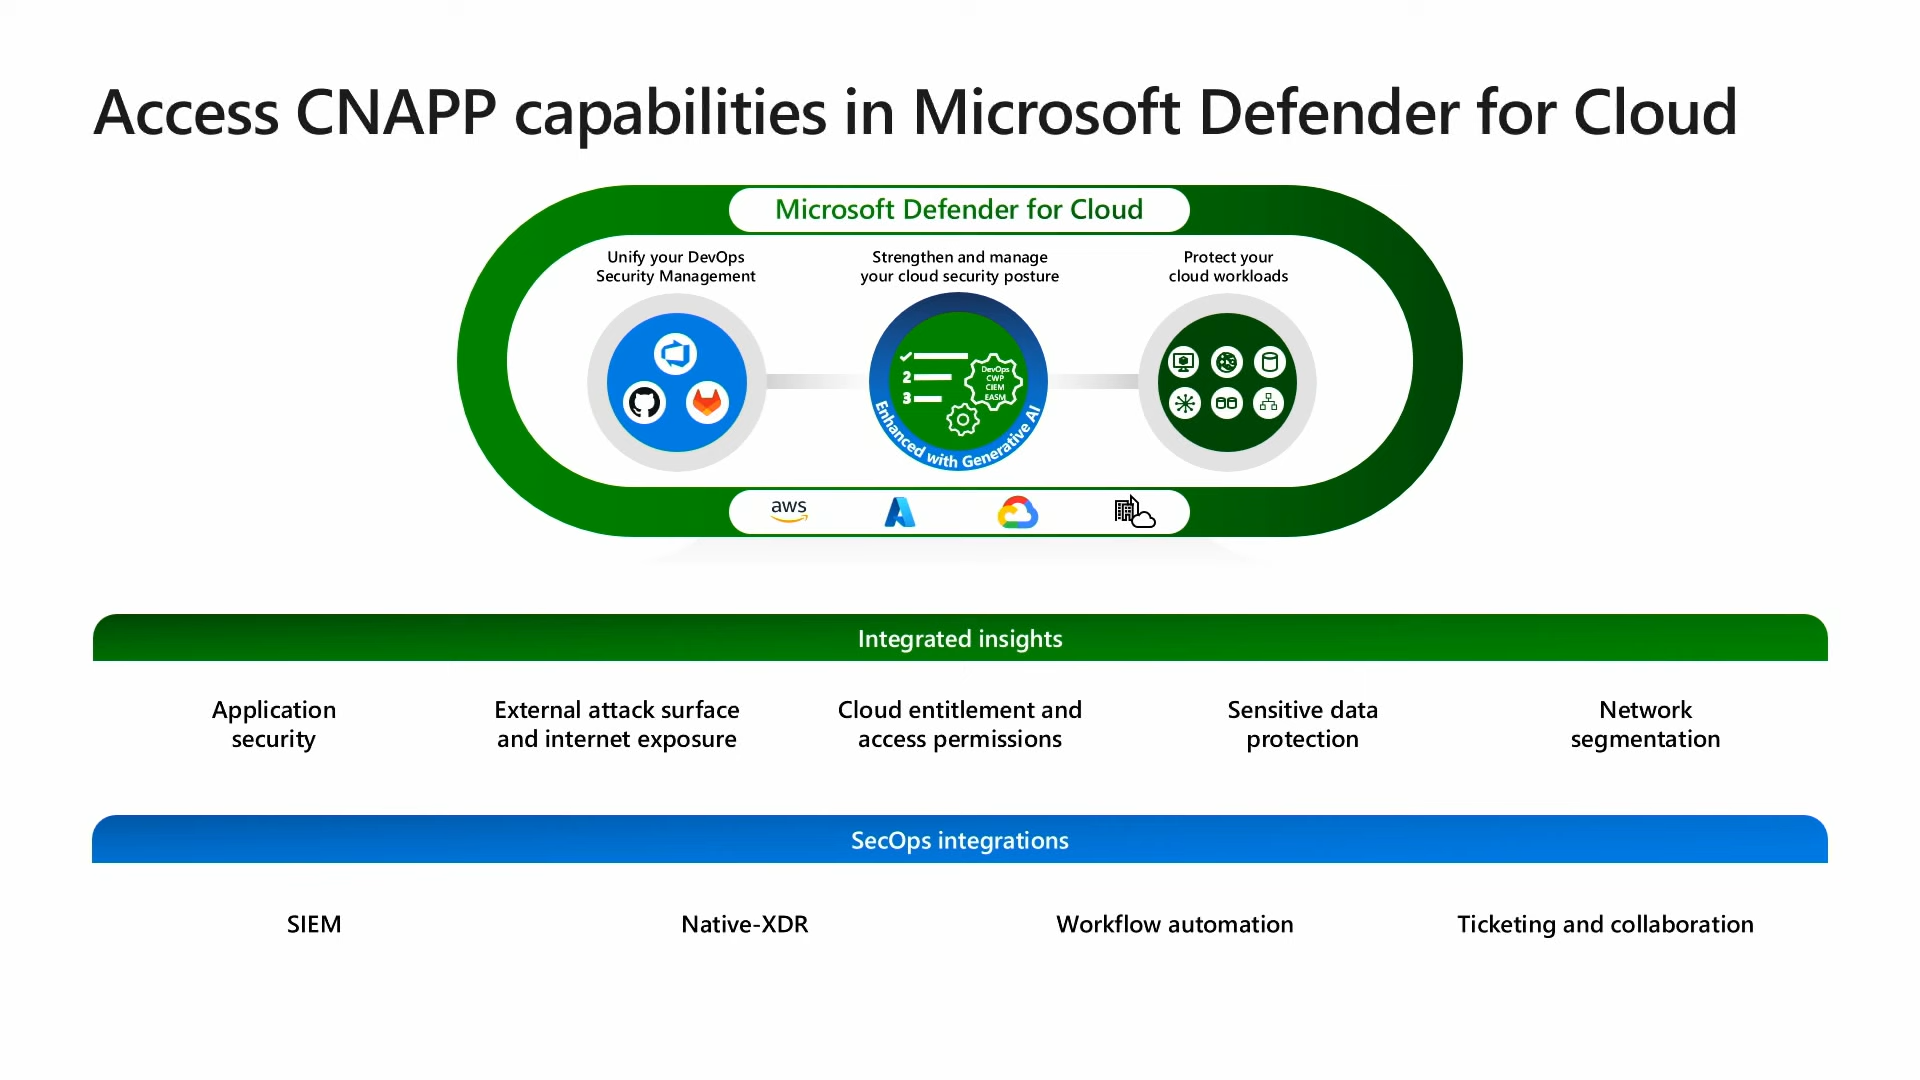 Access CNAPP capabilities in Microsoft Defender for Cloud
Microsoft Defender for Cloud
Unify your DevOps
Security Management
Strengthen and manage
your cloud security posture
Protect your
cloud workloads
2
3
DevOps
CWP
CIEM
EASM
Enhanced with Generative AI
aws
Integrated insights
Application
security
External attack surface
and internet exposure
Cloud entitlement and
access permissions
Sensitive data
protection
Network
segmentation
SecOps integrations
SIEM
Native-XDR
Workflow automation
Ticketing and collaboration